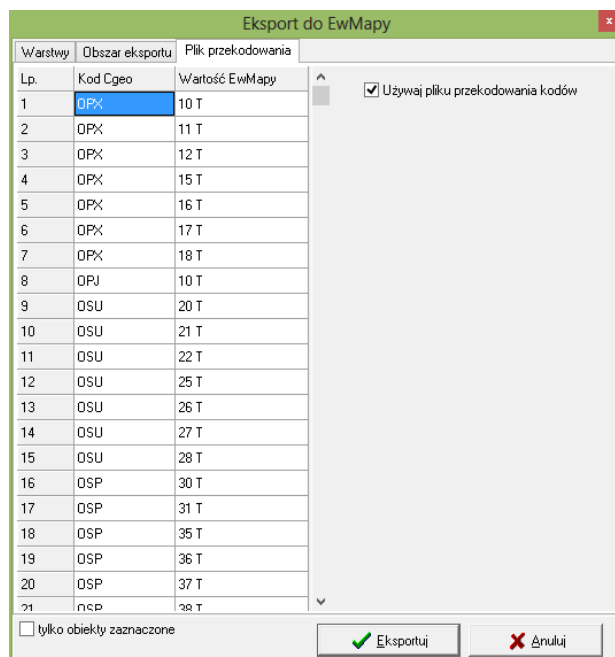 Eksport do EwMapy
x
Warstwy Obszar eksportu Plik przekodowania
Lp. Kod Cgeo Wartość EwMapy
Używaj pliku przekodowania kodów
1 OPX 10 T
2 OPX 11 T
3 OPX 12 T
4 OPX 15 T
5 OPX 16 T
6 OPX 17 T
7 OPX 18 T
8 OPJ 10 T
9 OSU 20 T
10 OSU 21 T
11 OSU 22 T
12 OSU 25 T
13 OSU 26 T
14 OSU 27 T
15 OSU 28 T
16 OSP 30 T
17 OSP 31 T
18 OSP 35 T
19 OSP 36 T
20 OSP 37 T
21 OSP 38 T
tylko obiekty zaznaczone
Eksportuj Anuluj